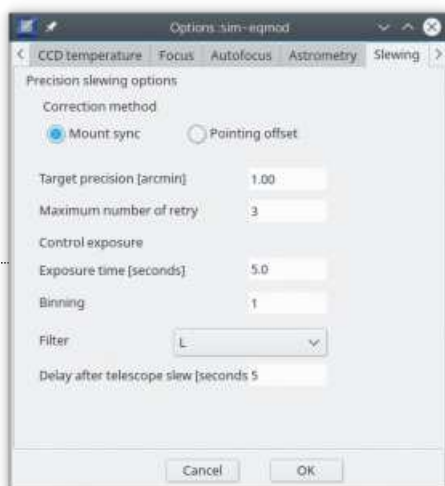 Options :sim-eqmod
CCD temperature Focus Autofocus Astrometry Slewing
Precision slewing options
Correction method
Mount sync Pointing offset
Target precision [arcmin] 1.00
Maximum number of retry 3
Control exposure
Exposure time [seconds] 5.0
Binning 1
Filter L
Delay after telescope slew [seconds 5
Cancel OK